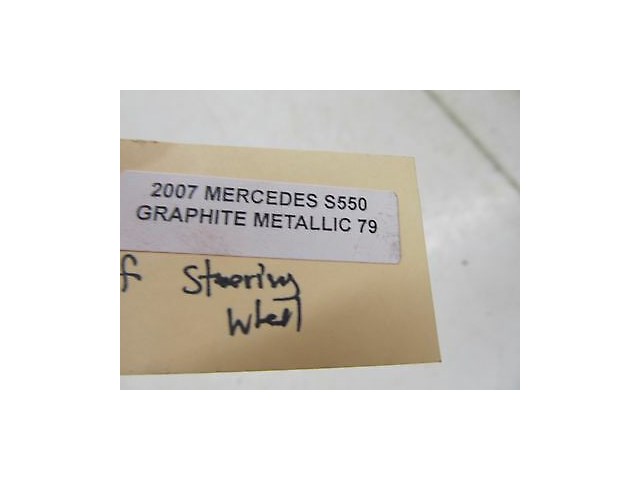 2007 MERCEDES S550
GRAPHITE METALLIC 79
f Steering
Wheel